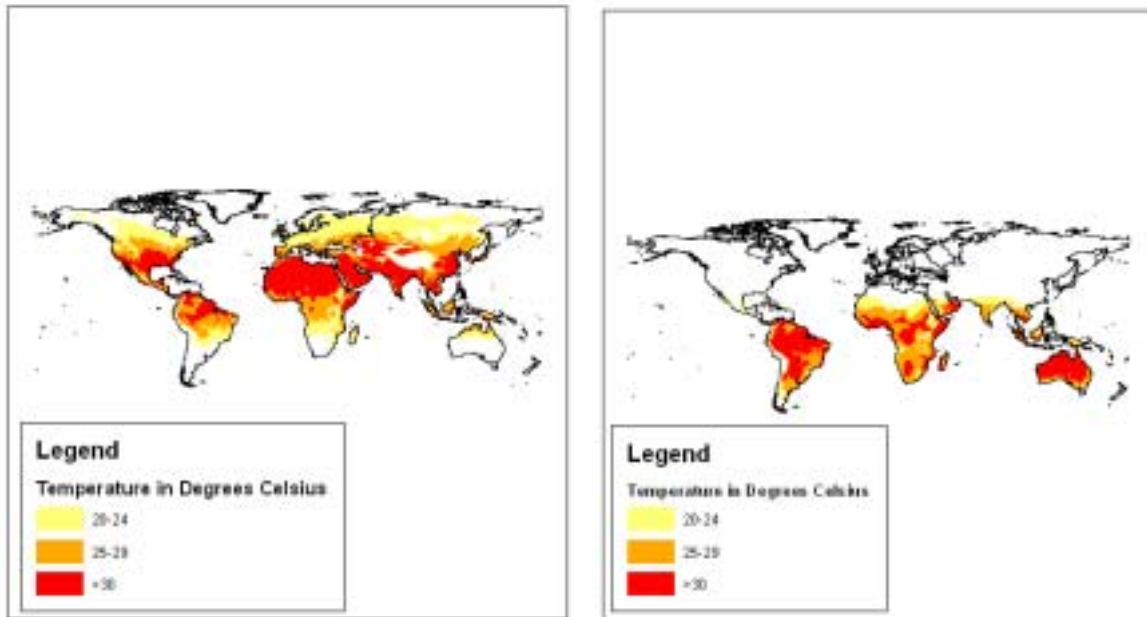 Legend
Temperature in Degrees Celsius
20-24
25-29
>30
Legend
Temperature in Degrees Celsius
20-24
25-29
>30